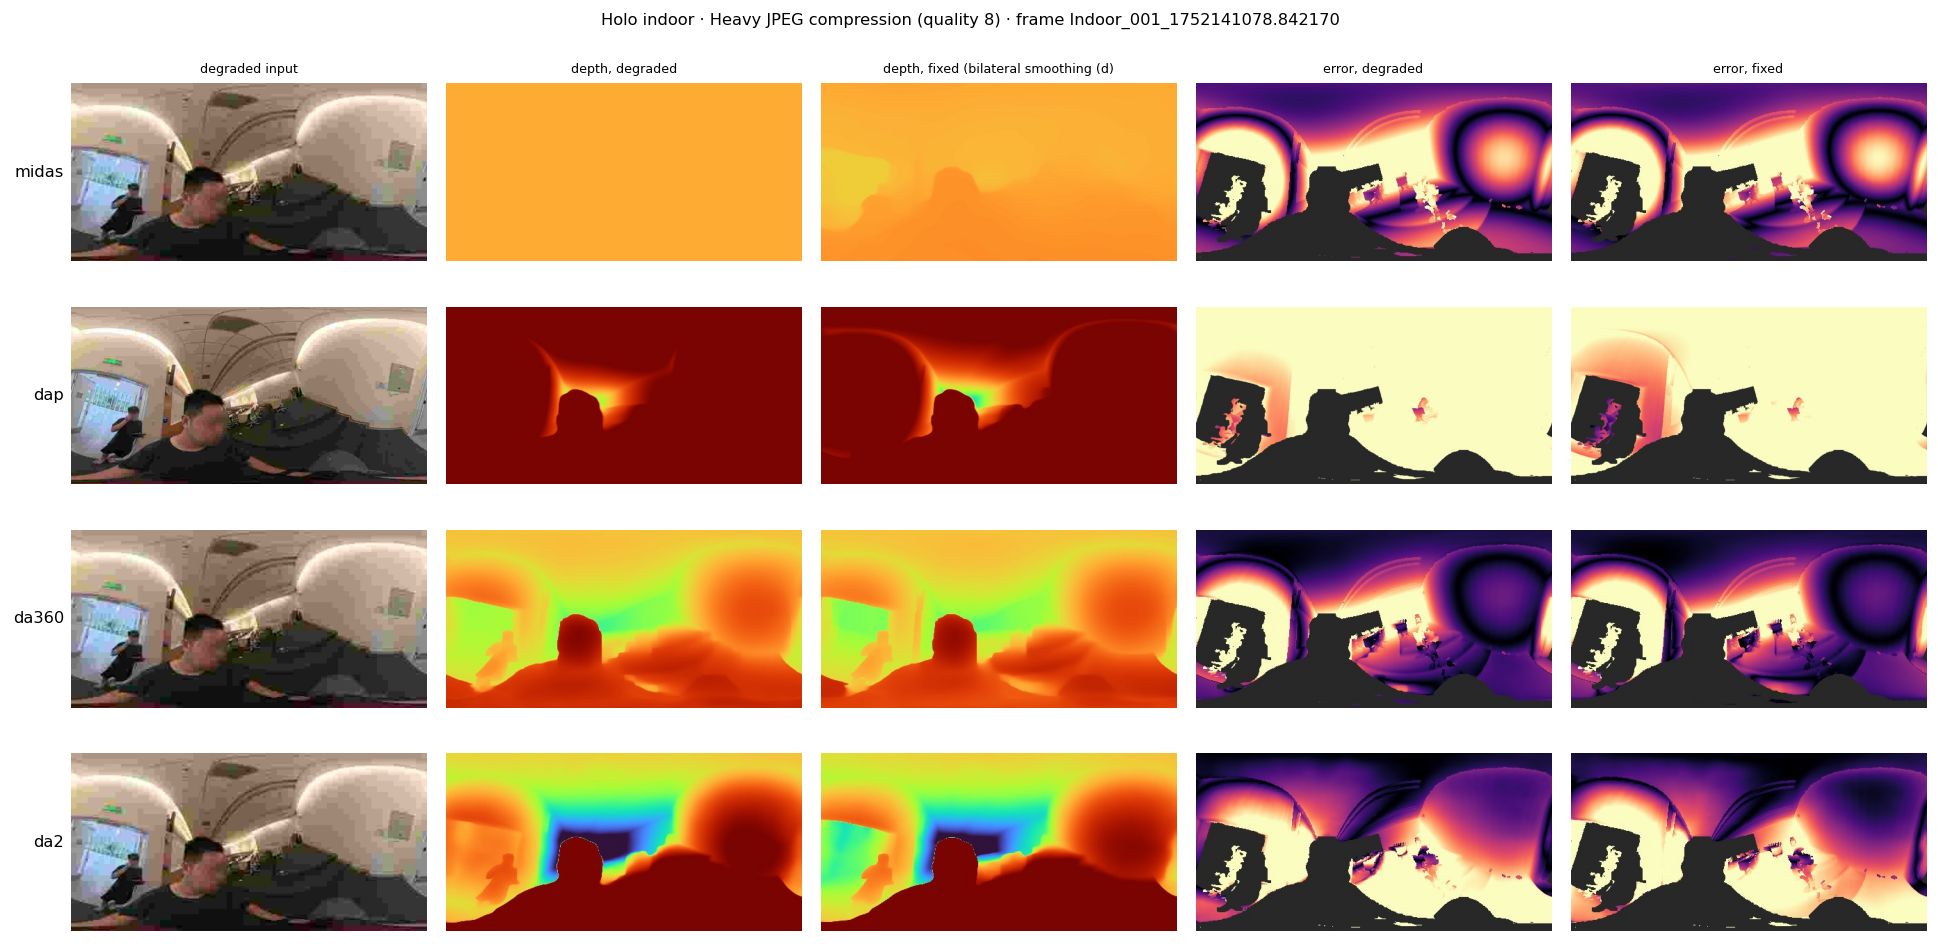 Holo indoor · Heavy JPEG compression (quality 8) · frame Indoor_001_1752141078.842170
degraded input
depth, degraded
depth, fixed (bilateral smoothing (d)
error, degraded
error, fixed
midas
dap
da360
da2